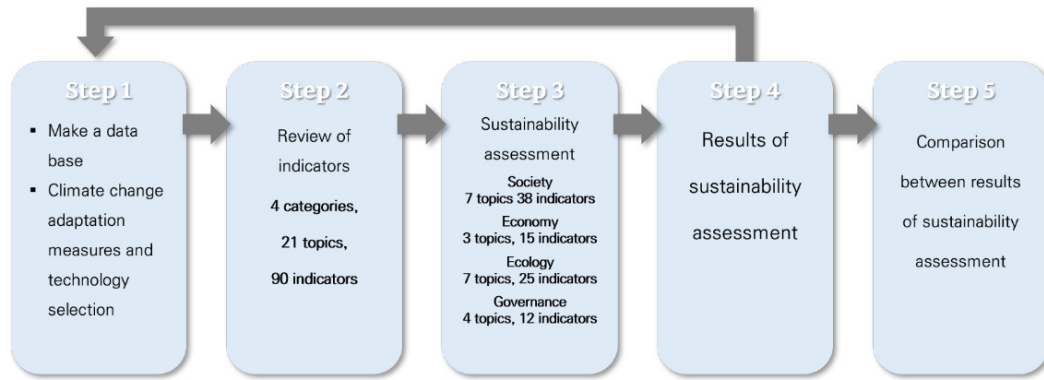 Step 1
▪ Make a data
base
▪ Climate change
adaptation
measures and
technology
selection
Step 2
Review of
indicators
4 categories,
21 topics,
90 indicators
Step 3
Sustainability
assessment
Society
7 topics 38 indicators
Economy
3 topics, 15 indicators
Ecology
7 topics, 25 indicators
Governance
4 topics, 12 indicators
Step 4
Results of
sustainability
assessment
Step 5
Comparison
between results
of sustainability
assessment